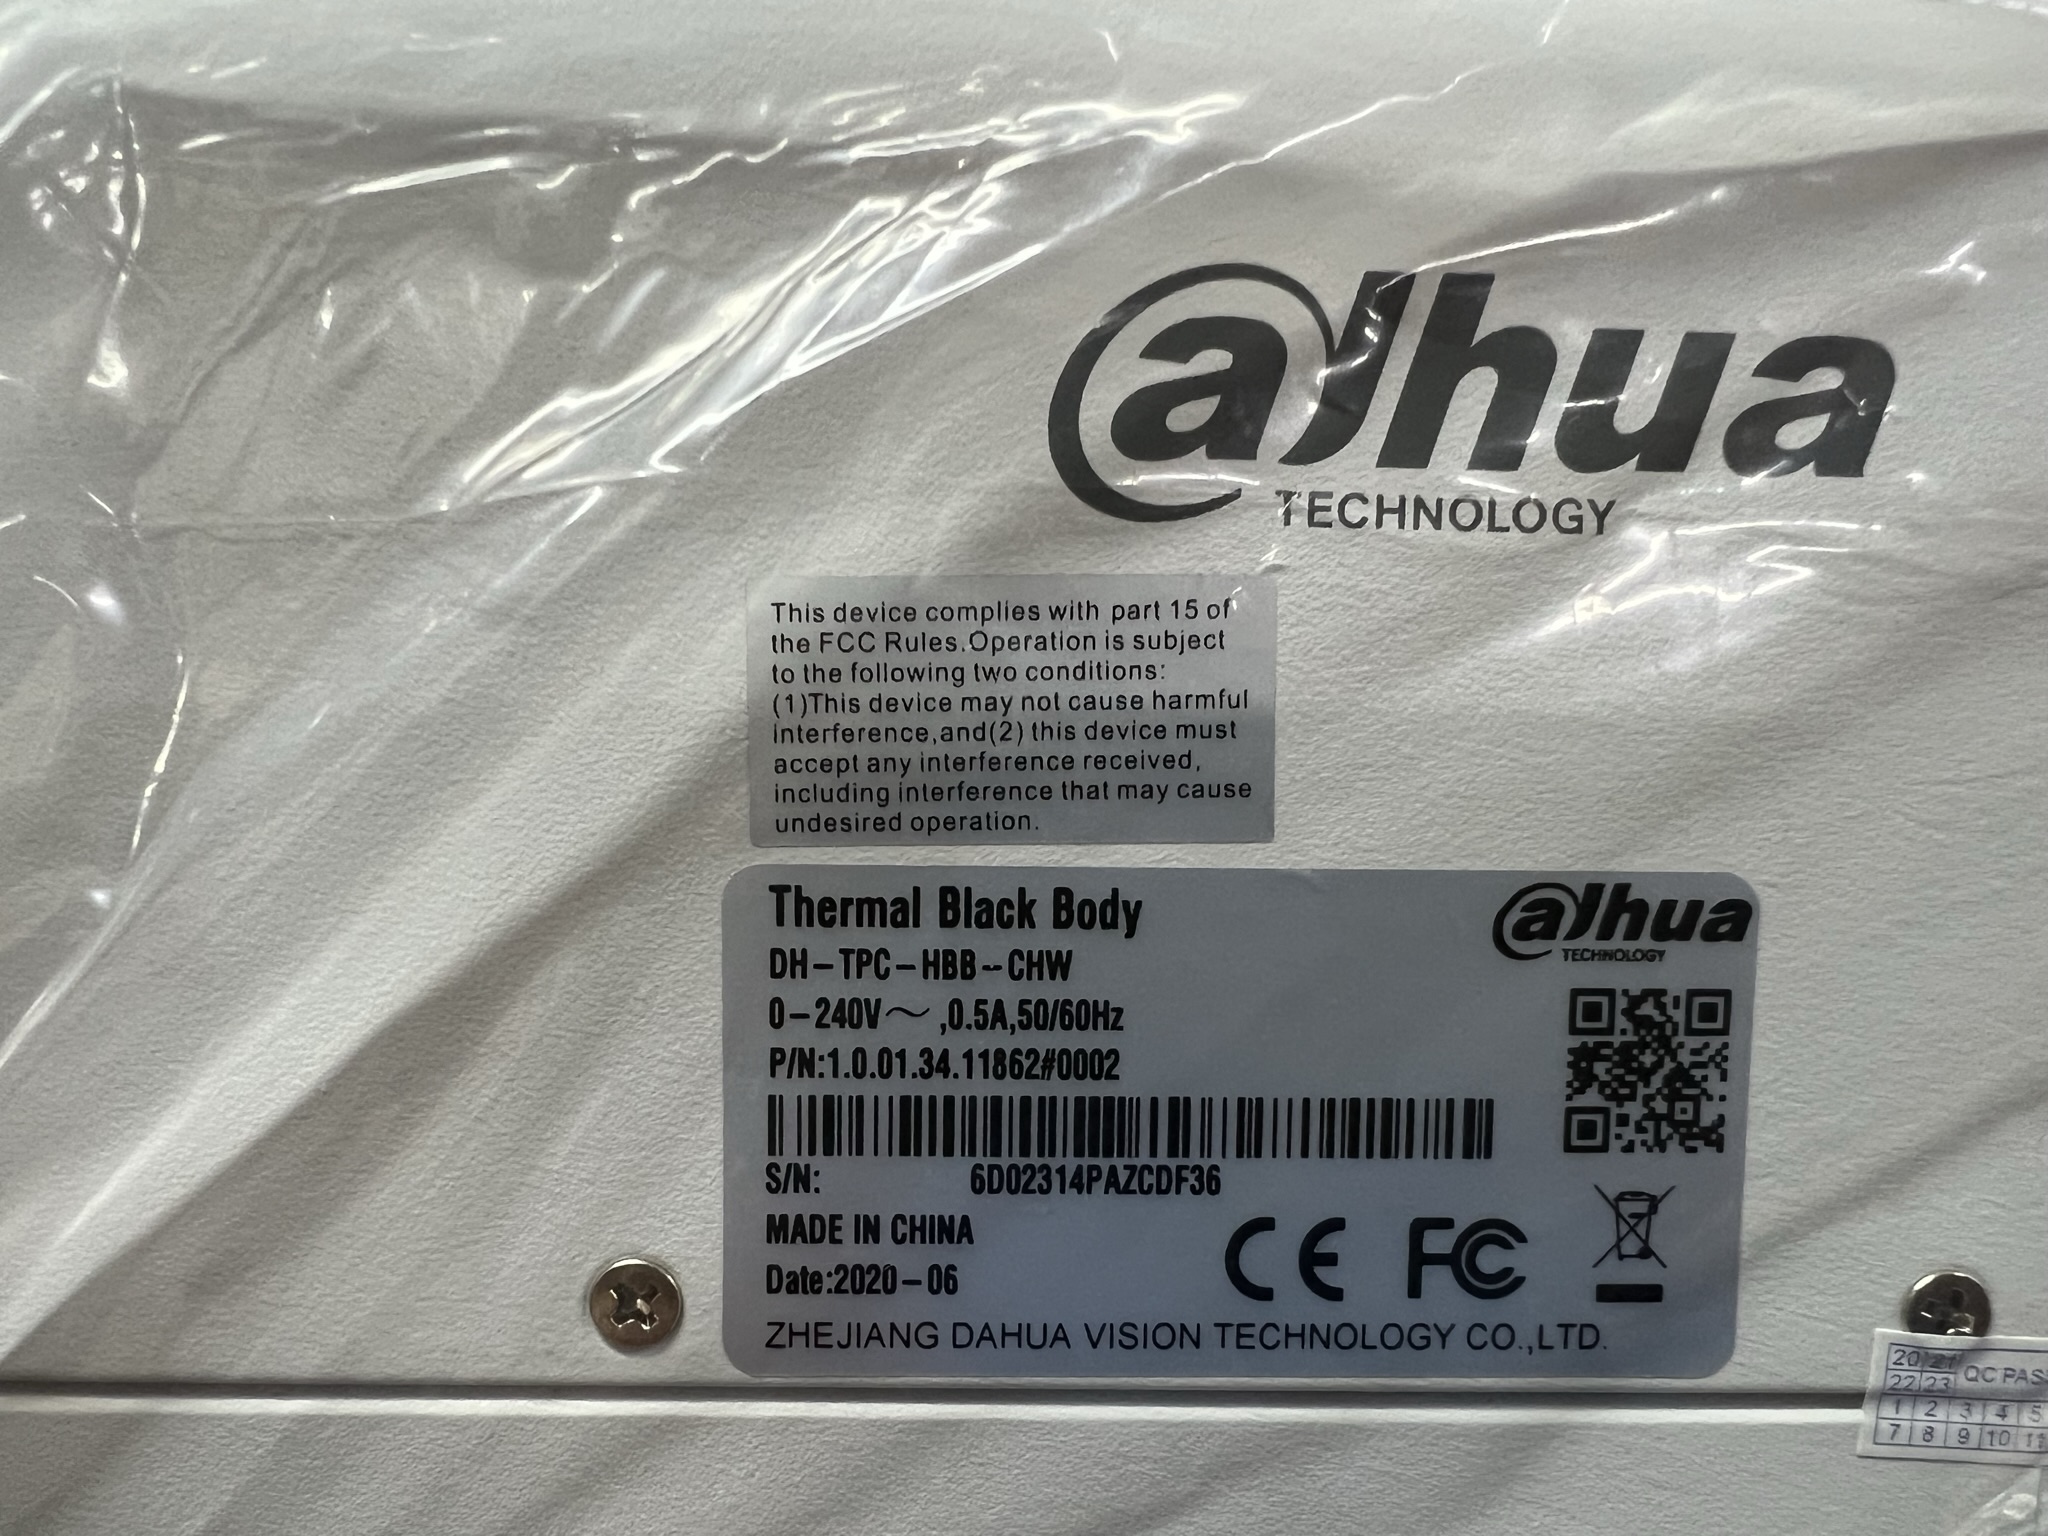 alhua
TECHNOLOGY
This device complies with part 15 of
the FCC Rules.Operation is subject
to the following two conditions:
(1)This device may not cause harmful
interference,and(2) this device must
accept any interference received,
including interference that may cause
undesired operation.
Thermal Black Body
alhua
TECHNOLOGY
DH-TPC-HBB-CHW
0-240V~ ,0.5A,50/60Hz
P/N:1.0.01.34.11862#0002
S/N: 6D02314PAZCDF36
MADE IN CHINA
Date:2020-06
CE FC
ZHEJIANG DAHUA VISION TECHNOLOGY CO.,LTD.
20 21 QC PAS
22 23
1 2 3 4 5
7 8 9 10 11